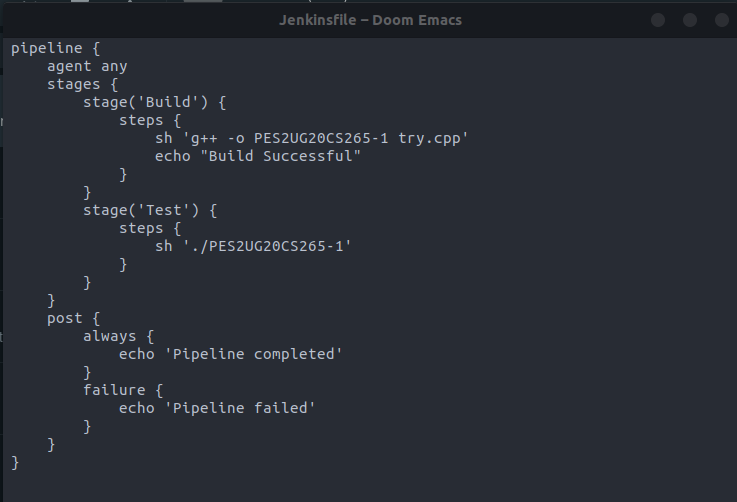 Jenkinsfile – Doom Emacs
pipeline {
    agent any
    stages {
        stage('Build') {
            steps {
                sh 'g++ -o PES2UG20CS265-1 try.cpp'
                echo "Build Successful"
            }
        }
        stage('Test') {
            steps {
                sh './PES2UG20CS265-1'
            }
        }
    }
    post {
        always {
            echo 'Pipeline completed'
        }
        failure {
            echo 'Pipeline failed'
        }
    }
}